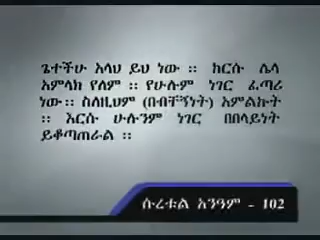 ጌተችሁ አላህ ይህ ነው ፡፡ ከርሱ ሌላ
አምላክ የለም ፡፡ የሁሉም ነገር ፈጣሪ
ነው፡፡ ስለዚህም (በብቸኝነት) አምልኩት
፡፡ እርሱ ሁሉንም ነገር በበላይነት
ይቆጣጠራል ፡፡
ሱረቱል አንዓም - 102